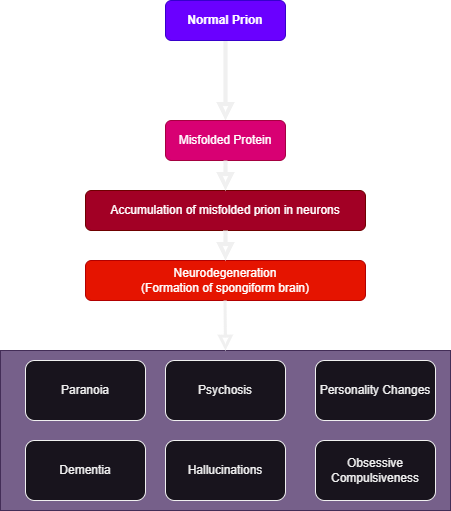 Normal Prion
Misfolded Protein
Accumulation of misfolded prion in neurons
Neurodegeneration
(Formation of spongiform brain)
Paranoia
Psychosis
Personality Changes
Dementia
Hallucinations
Obsessive
Compulsiveness